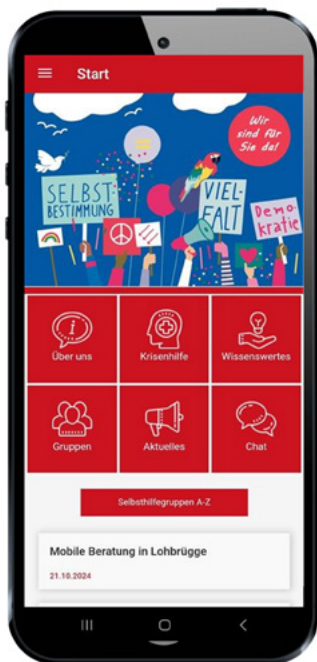 Start
Wir
sind für
Sie da!
SELBST-
BESTIMMUNG
VIEL-
FALT
Demo-
kratie
Über uns
Krisenhilfe
Wissenswertes
Gruppen
Aktuelles
Chat
Selbsthilfegruppen A-Z
Mobile Beratung in Lohbrügge
21.10.2024